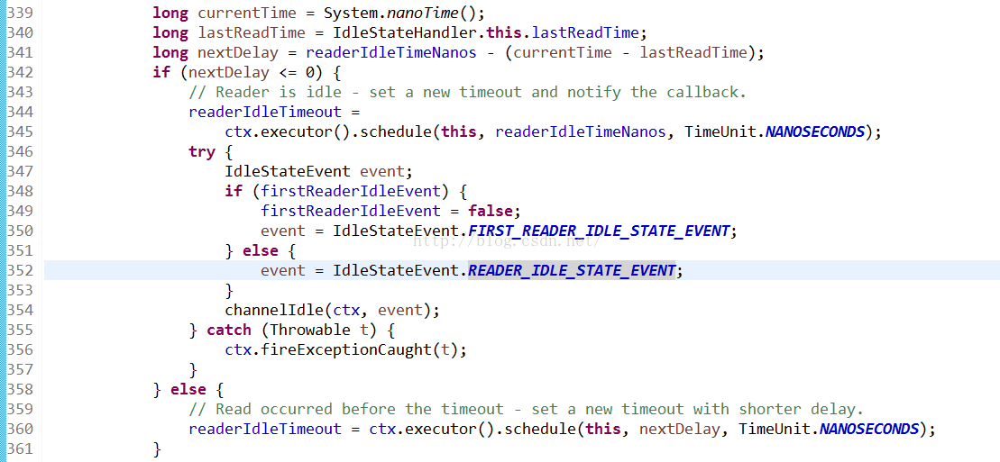 339 long currentTime = System.nanoTime();
340 long lastReadTime = IdleStateHandler.this.lastReadTime;
341 long nextDelay = readerIdleTimeNanos - (currentTime - lastReadTime);
342 if (nextDelay <= 0) {
343 // Reader is idle - set a new timeout and notify the callback.
344 readerIdleTimeout =
345 ctx.executor().schedule(this, readerIdleTimeNanos, TimeUnit.NANOSECONDS);
346 try {
347 IdleStateEvent event;
348 if (firstReaderIdleEvent) {
349 firstReaderIdleEvent = false;
350 event = IdleStateEvent.FIRST_READER_IDLE_STATE_EVENT;
http://blog.csdn.net/
351 } else {
352 event = IdleStateEvent.READER_IDLE_STATE_EVENT;
353 }
354 channelIdle(ctx, event);
355 } catch (Throwable t) {
356 ctx.fireExceptionCaught(t);
357 }
358 } else {
359 // Read occurred before the timeout - set a new timeout with shorter delay.
360 readerIdleTimeout = ctx.executor().schedule(this, nextDelay, TimeUnit.NANOSECONDS);
361 }